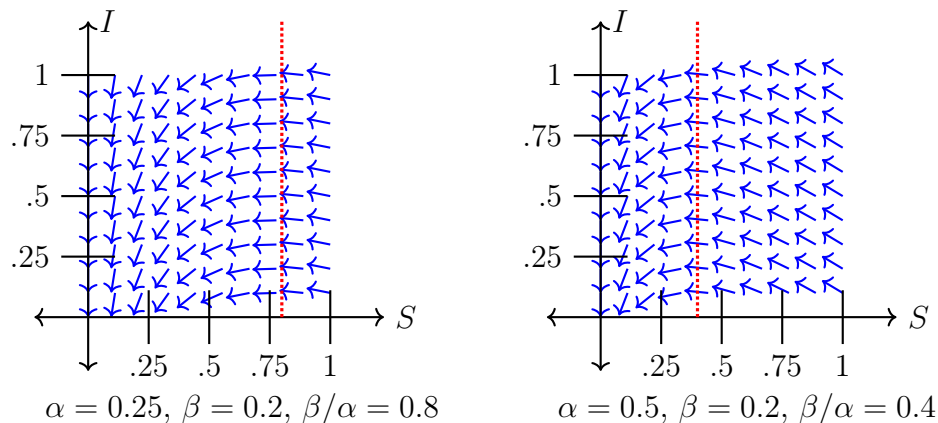 I
1
.75
.5
.25
.25 .5 .75 1
S
α = 0.25, β = 0.2, β/α = 0.8
I
1
.75
.5
.25
.25 .5 .75 1
S
α = 0.5, β = 0.2, β/α = 0.4